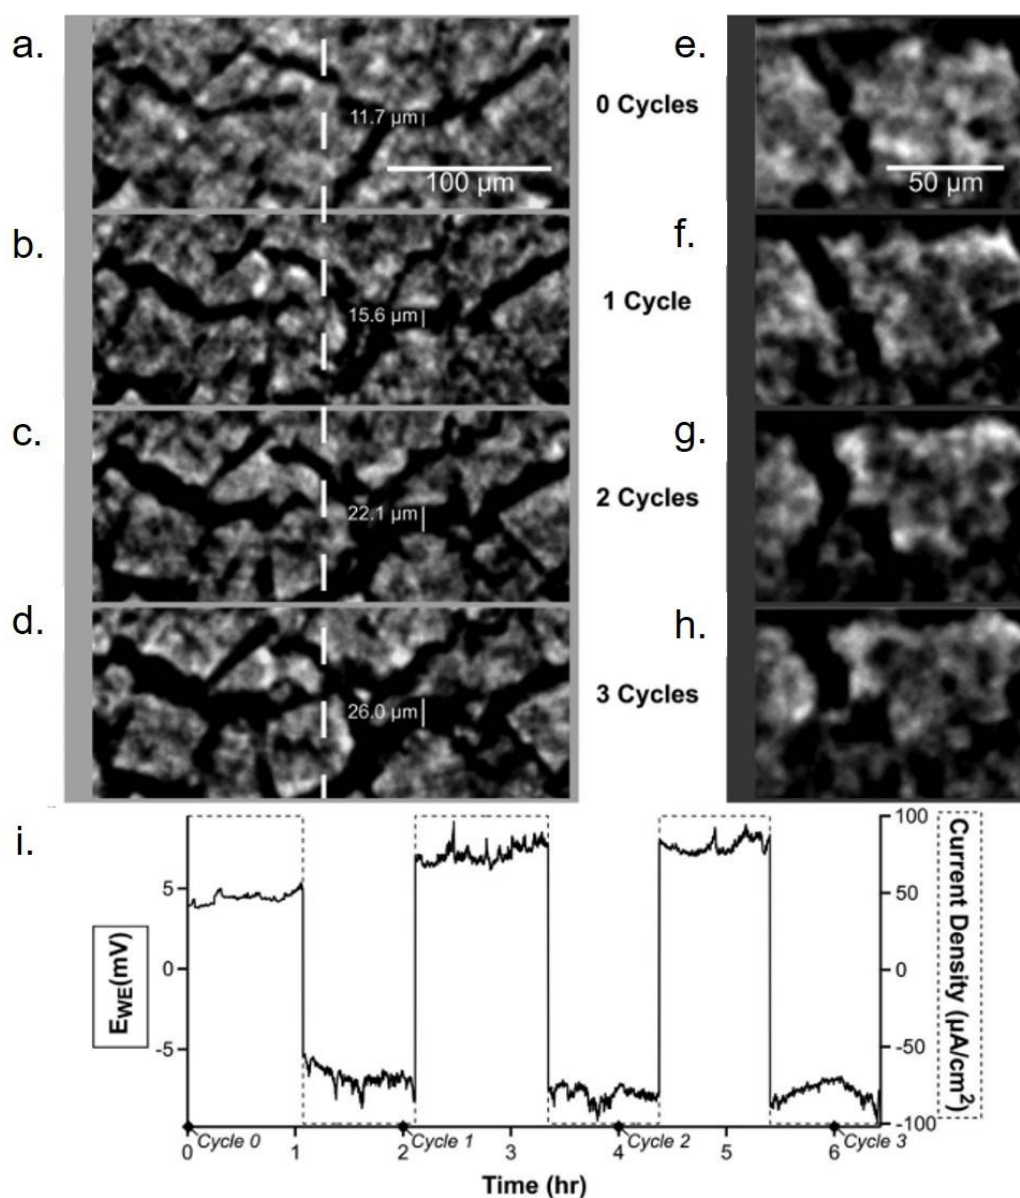 a.
11.7 µm
100 µm
b.
15.6 µm
c.
22.1 µm
d.
26.0 µm
0 Cycles
1 Cycle
2 Cycles
3 Cycles
e.
50 µm
f.
g.
h.
i.
E_WE(mV)
5
0
-5
Cycle 0
Cycle 1
Cycle 2
Cycle 3
0
1
2
3
4
5
6
Time (hr)
100
50
0
-50
-100
Current Density (µA/cm²)